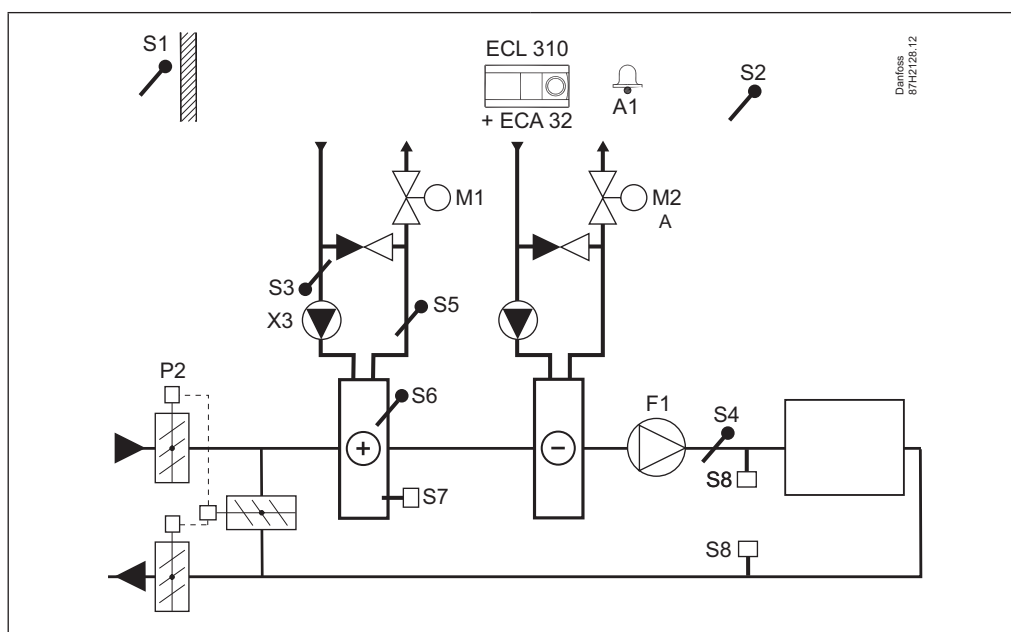 S1
ECL 310
+ ECA 32
A1
S2
Danfoss
87H2128.12
M1
M2
A
S3
S5
X3
P2
S6
F1
S4
S7
S8
S8
+
−